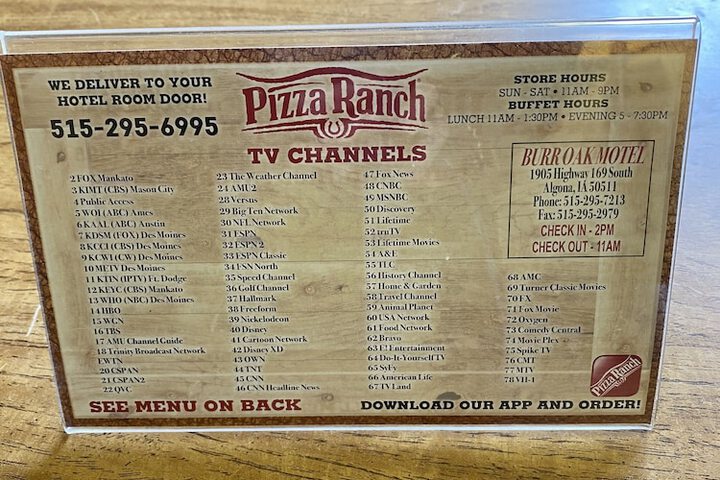 WE DELIVER TO YOUR
HOTEL ROOM DOOR!
515-295-6995
Pizza Ranch
TV CHANNELS
STORE HOURS
SUN - SAT • 11AM - 9PM
BUFFET HOURS
LUNCH 11AM - 1:30PM • EVENING 5 - 7:30PM
BURR OAK MOTEL
1905 Highway 169 South
Algona, IA 50511
Phone: 515-295-7213
Fax: 515-295-2979
CHECK IN - 2PM
CHECK OUT - 11AM
2 FOX Mankato
3 KIMT (CBS) Mason City
4 Public Access
5 WOI (ABC) Ames
6 KAAL (ABC) Austin
7 KDSM (FOX) Des Moines
8 KCCI (CBS) Des Moines
9 KCWI (CW) Des Moines
10 METV Des Moines
11 KTIN (IPTV) Ft. Dodge
12 KEYC (CBS) Mankato
13 WHO (NBC) Des Moines
14 HBO
15 WGN
16 TBS
17 AMU Channel Guide
18 Trinity Broadcast Network
EWTN
20 CSPAN
21 CSPAN2
22 QVC
23 The Weather Channel
24 AMU2
28 Versus
29 Big Ten Network
30 NFL Network
31 ESPN
32 ESPN 2
33 ESPN Classic
34 FSN North
35 Speed Channel
36 Golf Channel
37 Hallmark
38 Freeform
39 Nickelodeon
40 Disney
41 Cartoon Network
42 Disney XD
43 OWN
44 TNT
45 CNN
46 CNN Headline News
47 Fox News
48 CNBC
49 MSNBC
50 Discovery
51 Lifetime
52 truTV
53 Lifetime Movies
54 A&E
55 TLC
56 History Channel
57 Home & Garden
58 Travel Channel
59 Animal Planet
60 USA Network
61 Food Network
62 Bravo
63 E! Entertainment
64 Do-It-Yourself TV
65 SyFy
66 American Life
67 TV Land
68 AMC
69 Turner Classic Movies
70 FX
71 Fox Movie
72 Oxygen
73 Comedy Central
74 Movie Plex
75 Spike TV
76 CMT
77 MTV
78 VH-1
Pizza Ranch
SEE MENU ON BACK
DOWNLOAD OUR APP AND ORDER!